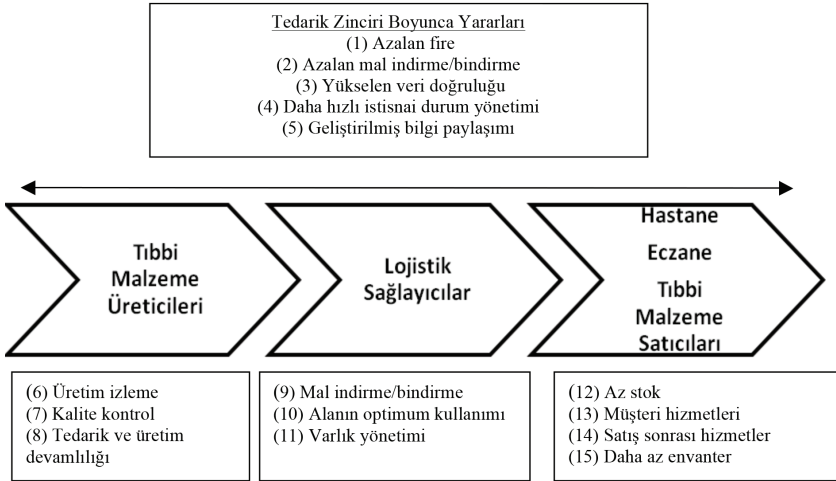 Tedarik Zinciri Boyunca Yararları
(1) Azalan fire
(2) Azalan mal indirme/bindirme
(3) Yükselen veri doğruluğu
(4) Daha hızlı istisnai durum yönetimi
(5) Geliştirilmiş bilgi paylaşımı
Tıbbi
Malzeme
Üreticileri
Lojistik
Sağlayıcılar
Hastane
Eczane
Tıbbi
Malzeme
Satıcıları
(6) Üretim izleme
(7) Kalite kontrol
(8) Tedarik ve üretim
devamlılığı
(9) Mal indirme/bindirme
(10) Alanın optimum kullanımı
(11) Varlık yönetimi
(12) Az stok
(13) Müşteri hizmetleri
(14) Satış sonrası hizmetler
(15) Daha az envanter